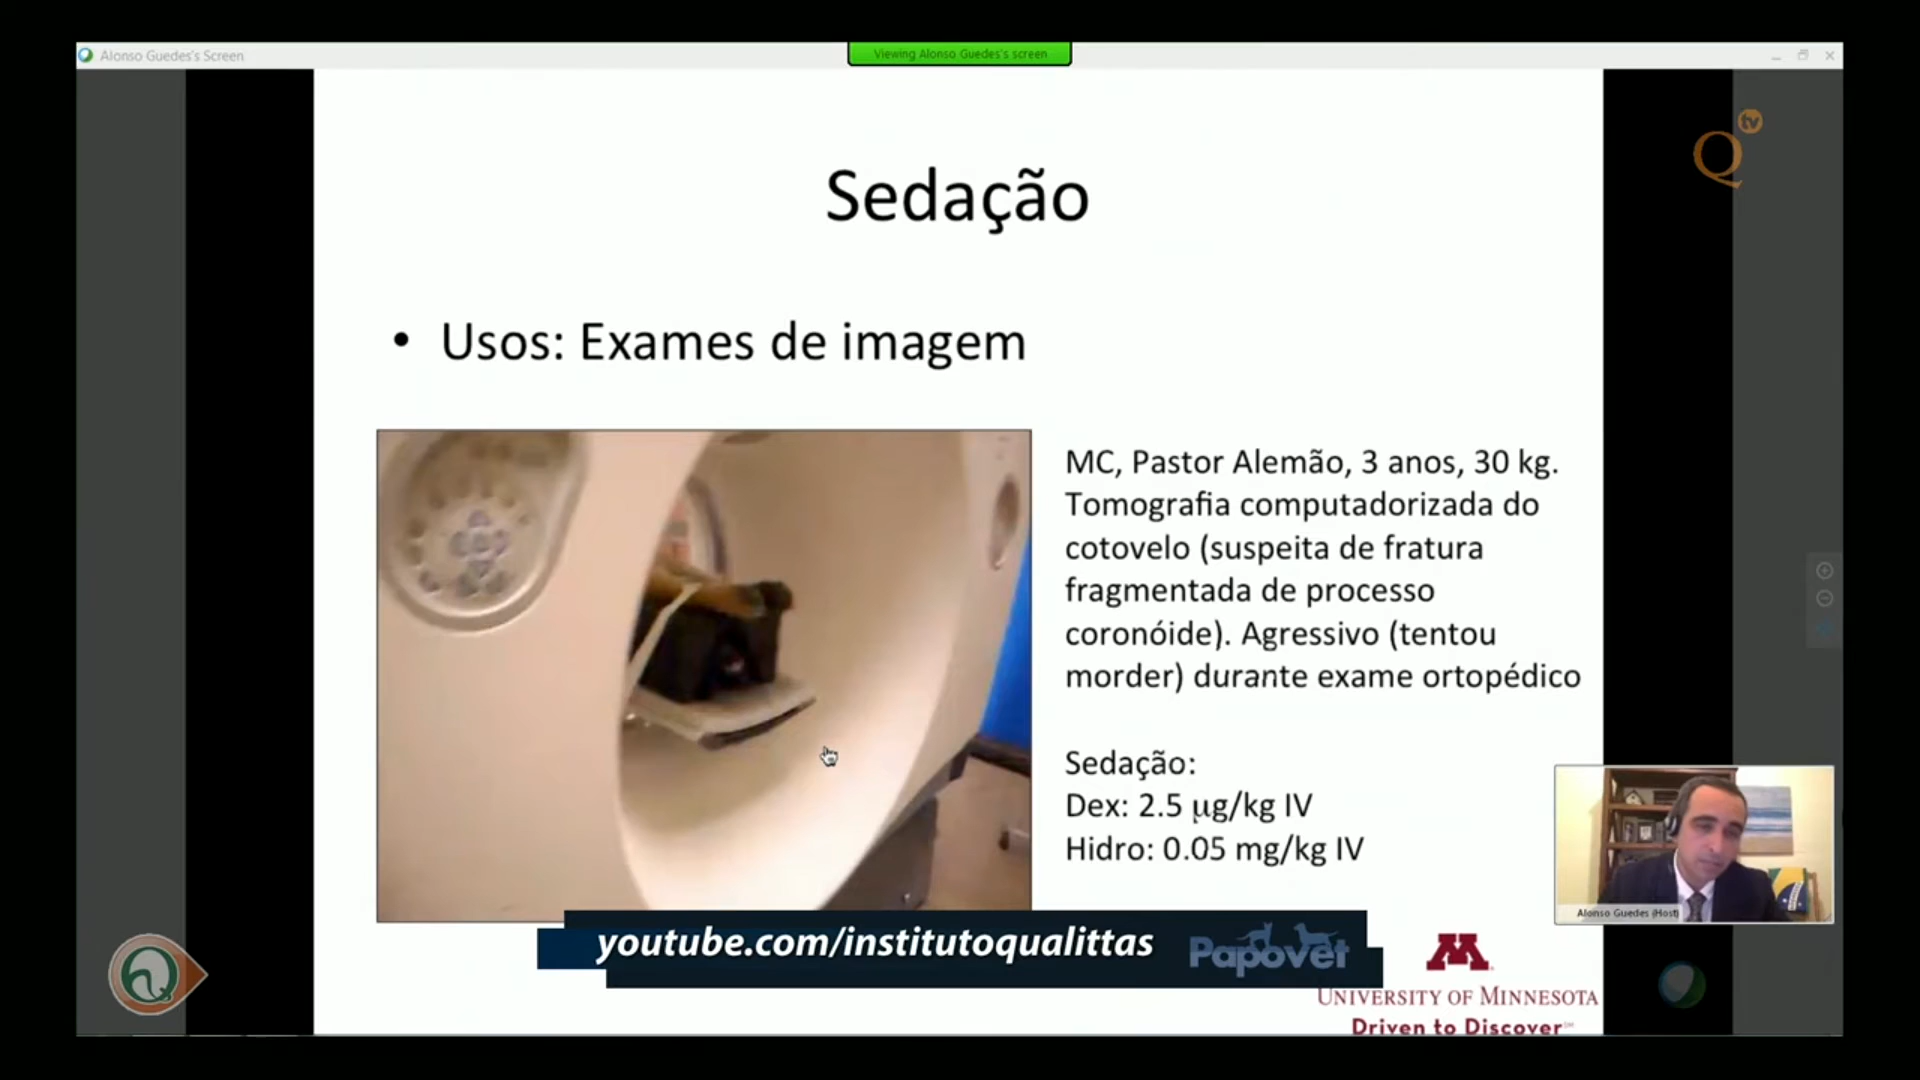 Alonso Guedes's Screen
Viewing Alonso Guedes's screen
Q tv
Sedação
• Usos: Exames de imagem
MC, Pastor Alemão, 3 anos, 30 kg.
Tomografia computadorizada do
cotovelo (suspeita de fratura
fragmentada de processo
coronóide). Agressivo (tentou
morder) durante exame ortopédico
Sedação:
Dex: 2.5 µg/kg IV
Hidro: 0.05 mg/kg IV
Alonso Guedes (Host)
youtube.com/institutoqualittas
Papovet
M
UNIVERSITY OF MINNESOTA
Driven to Discover℠